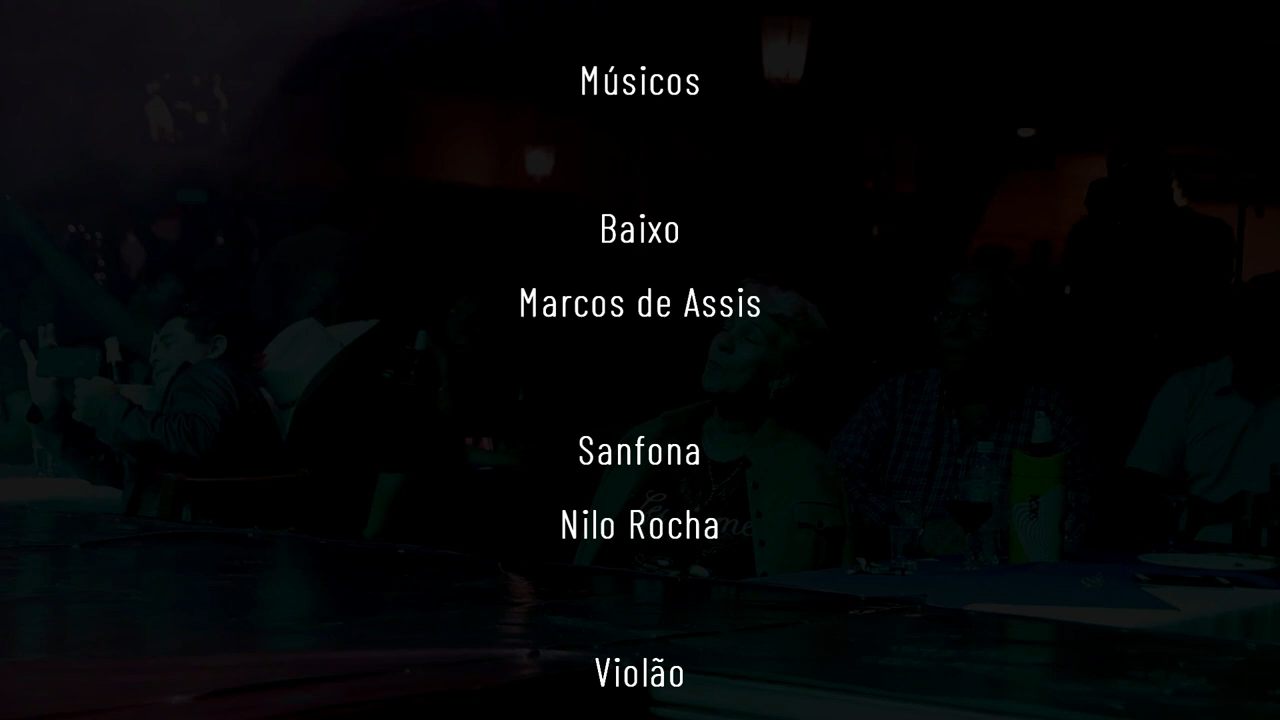 Músicos
Baixo
Marcos de Assis
Sanfona
Nilo Rocha
Violão